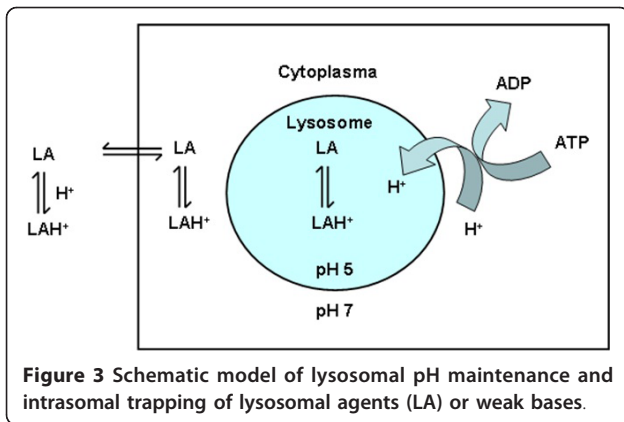 Cytoplasma
ADP
Lysosome
ATP
LA
LA
LA
H⁺
H⁺
H⁺
LAH⁺
LAH⁺
LAH⁺
pH 5
pH 7
Figure 3 Schematic model of lysosomal pH maintenance and
intrasomal trapping of lysosomal agents (LA) or weak bases.